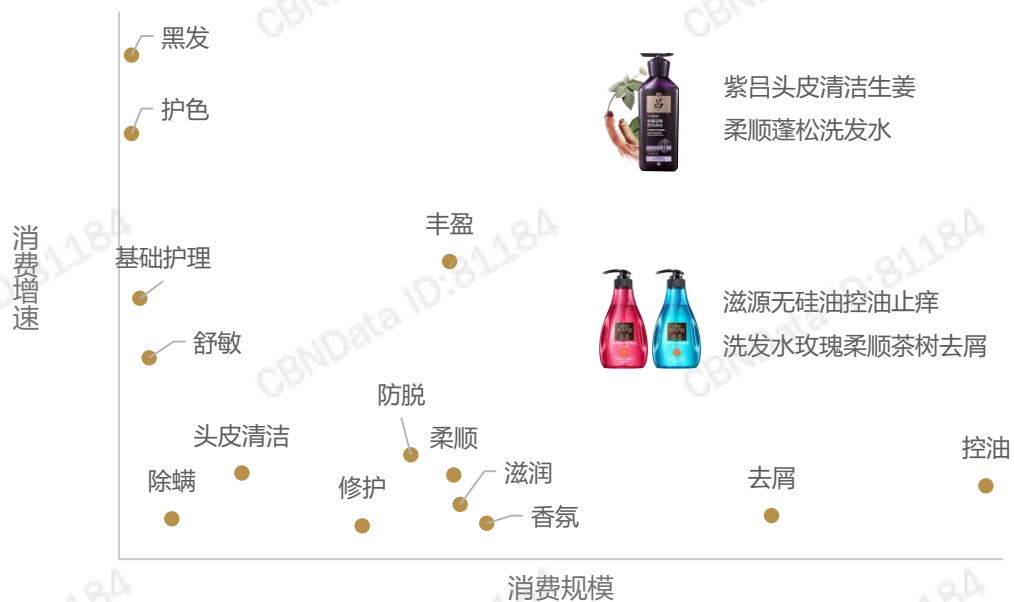 黑发
护色
紫吕头皮清洁生姜
柔顺蓬松洗发水
丰盈
消费增速
基础护理
滋源无硅油控油止痒
洗发水玫瑰柔顺茶树去屑
舒敏
防脱
头皮清洁
柔顺
控油
除螨
修护
滋润
去屑
香氛
消费规模
CBNData ID:81184